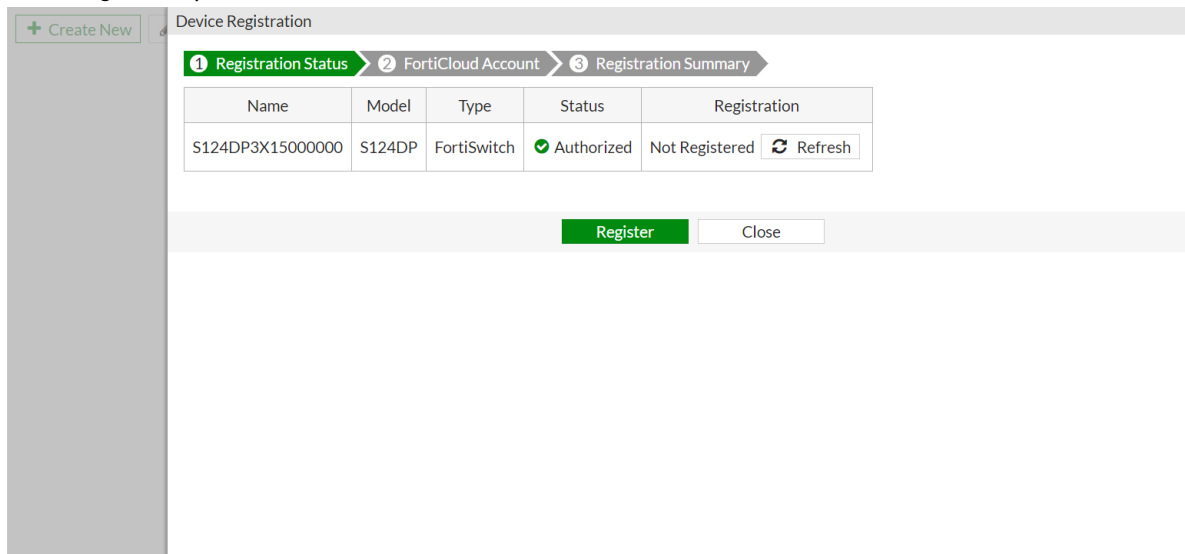 Device Registration
Create New
1 Registration Status 2 FortiCloud Account 3 Registration Summary
Name Model Type Status Registration
S124DP3X15000000 S124DP FortiSwitch Authorized Not Registered Refresh
Register Close